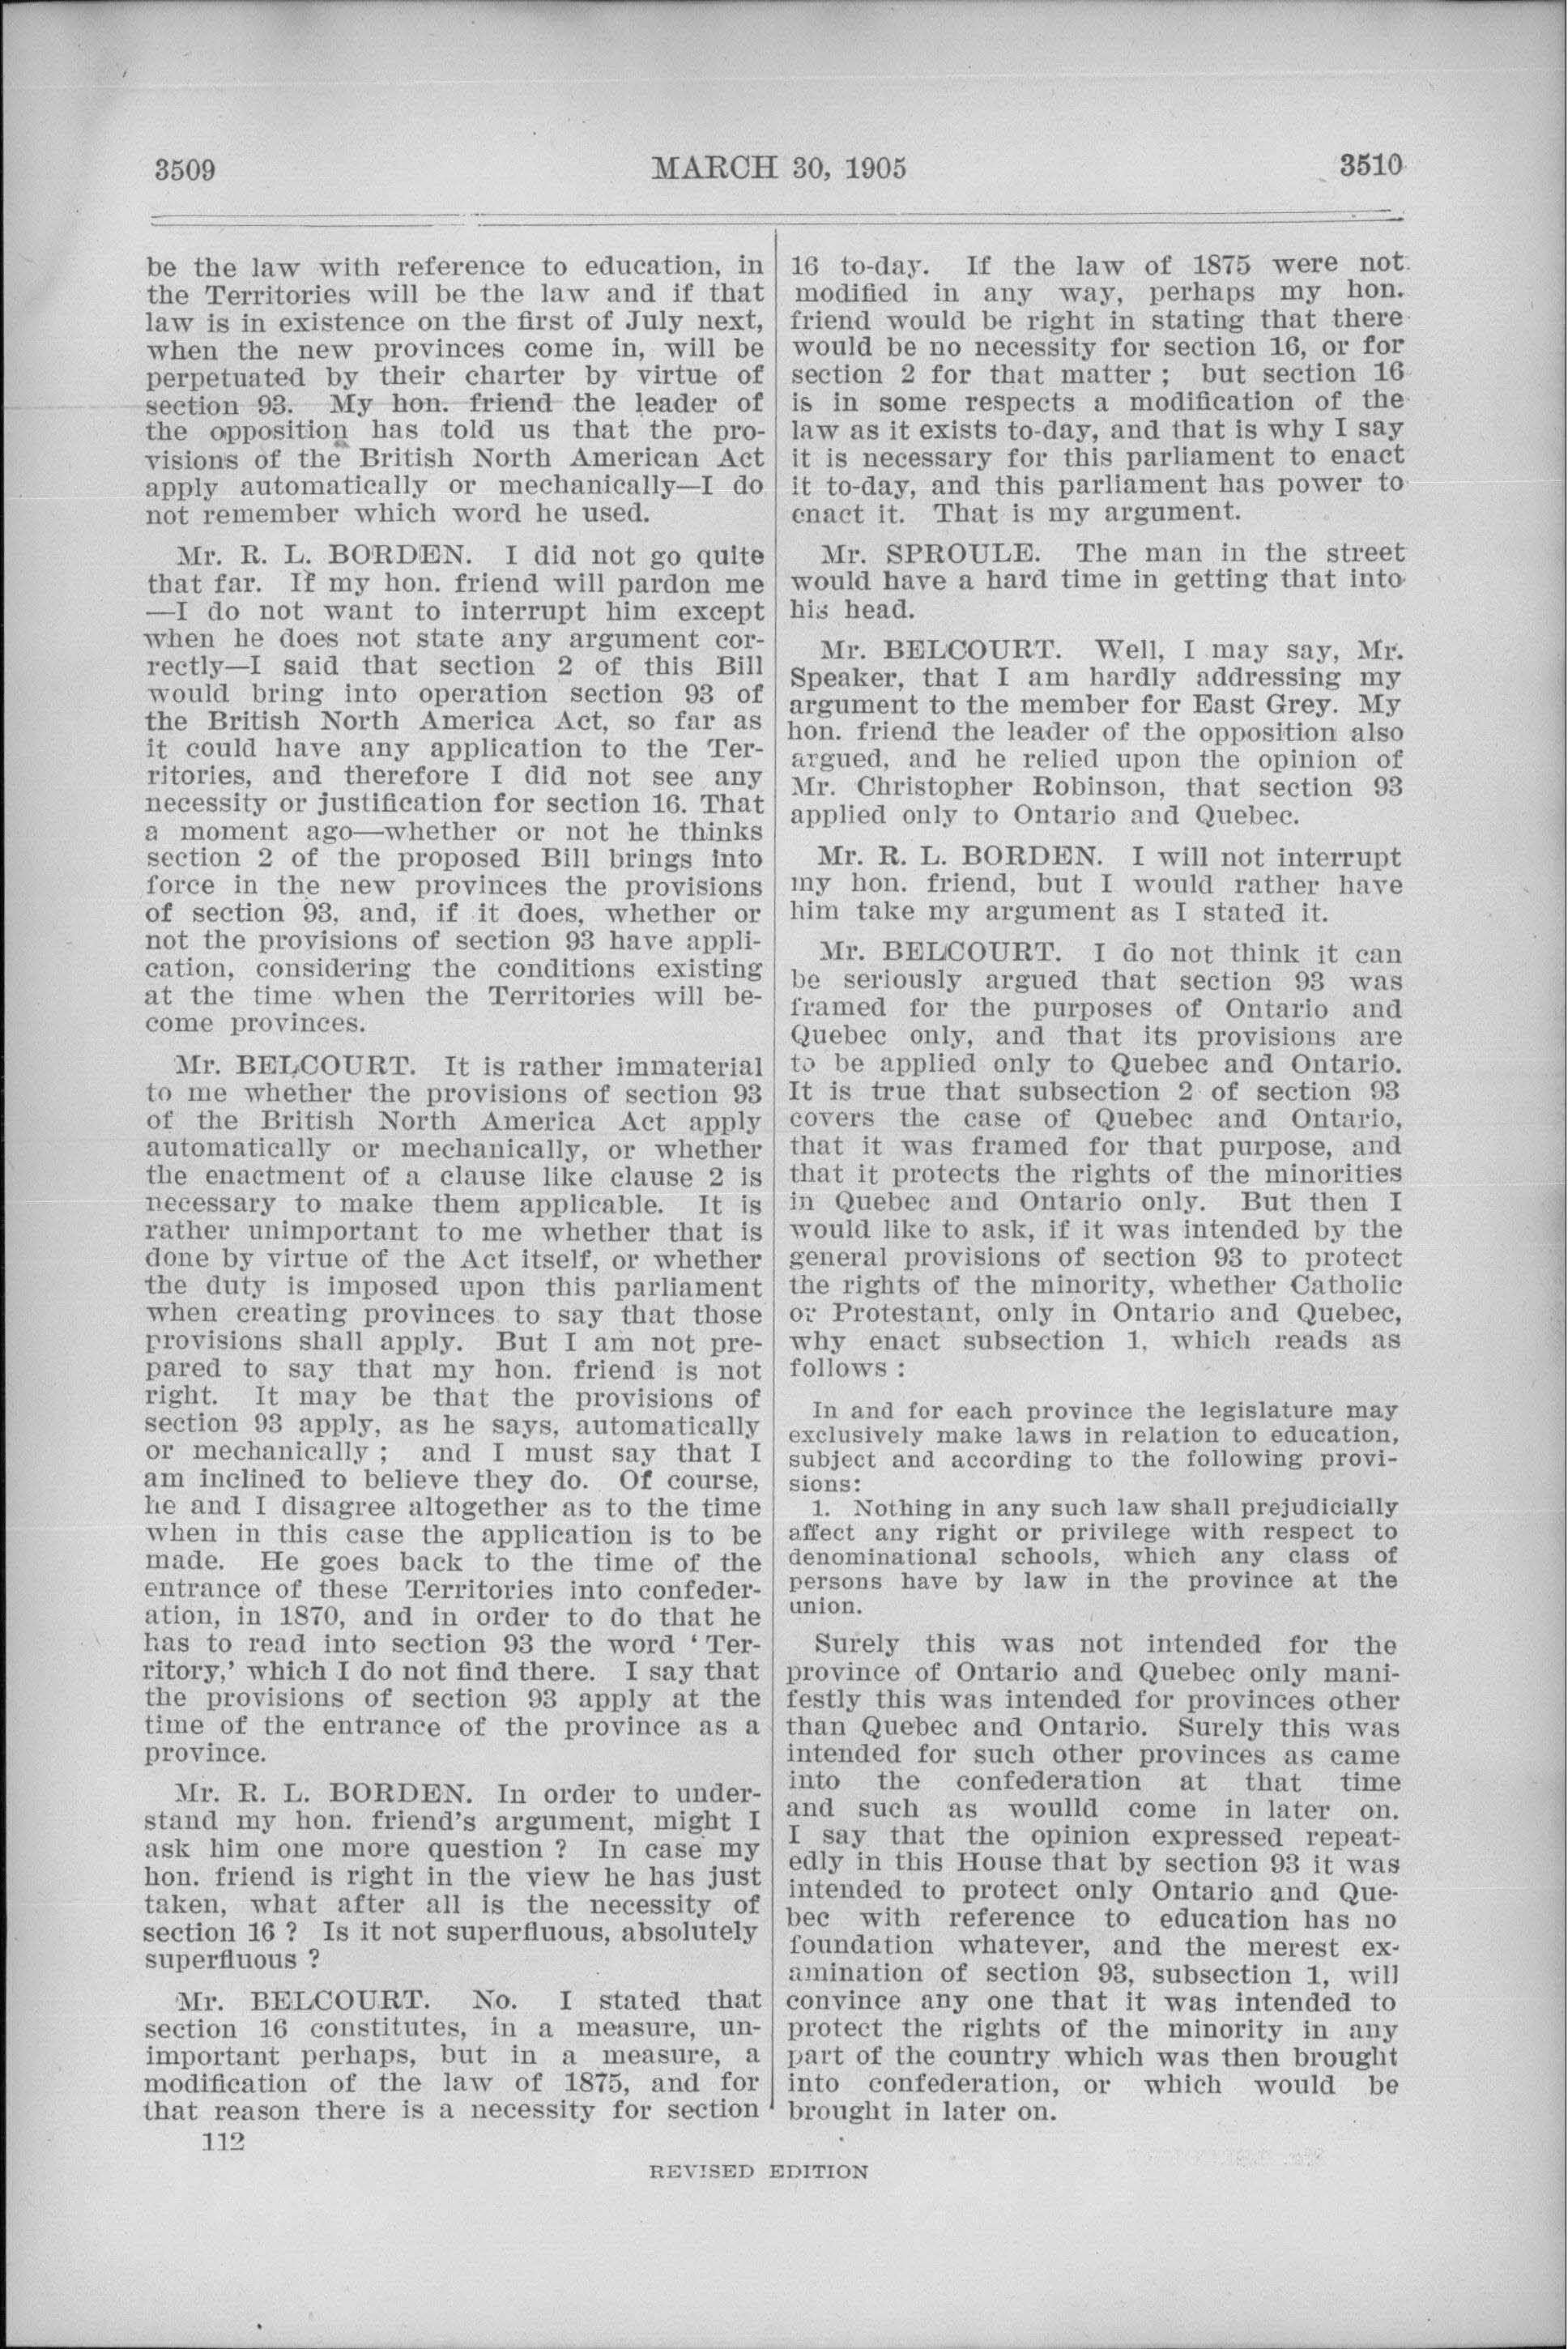 3509
MARCH 30, 1905
3510
be the law with reference to education, in
the Territories will be the law and if that
law is in existence on the first of July next,
when the new provinces come in, will be
perpetuated by their charter by virtue of
section 93. My hon. friend the leader of
the opposition has told us that the pro-
visions of the British North American Act
apply automatically or mechanically—I do
not remember which word he used.
Mr. R. L. BORDEN. I did not go quite
that far. If my hon. friend will pardon me
—I do not want to interrupt him except
when he does not state any argument cor-
rectly—I said that section 2 of this Bill
would bring into operation section 93 of
the British North America Act, so far as
it could have any application to the Ter-
ritories, and therefore I did not see any
necessity or justification for section 16. That
a moment ago—whether or not he thinks
section 2 of the proposed Bill brings into
force in the new provinces the provisions
of section 93, and, if it does, whether or
not the provisions of section 93 have appli-
cation, considering the conditions existing
at the time when the Territories will be-
come provinces.
Mr. BELCOURT. It is rather immaterial
to me whether the provisions of section 93
of the British North America Act apply
automatically or mechanically, or whether
the enactment of a clause like clause 2 is
necessary to make them applicable. It is
rather unimportant to me whether that is
done by virtue of the Act itself, or whether
the duty is imposed upon this parliament
when creating provinces to say that those
provisions shall apply. But I am not pre-
pared to say that my hon. friend is not
right. It may be that the provisions of
section 93 apply, as he says, automatically
or mechanically ; and I must say that I
am inclined to believe they do. Of course,
he and I disagree altogether as to the time
when in this case the application is to be
made. He goes back to the time of the
entrance of these Territories into confeder-
ation, in 1870, and in order to do that he
has to read into section 93 the word ‘ Ter-
ritory,’ which I do not find there. I say that
the provisions of section 93 apply at the
time of the entrance of the province as a
province.
Mr. R. L. BORDEN. In order to under-
stand my hon. friend's argument, might I
ask him one more question ? In case my
hon. friend is right in the view he has just
taken, what after all is the necessity of
section 16 ? Is it not superfluous, absolutely
superfluous ?
Mr. BELCOURT. No. I stated that
section 16 constitutes, in a measure, un-
important perhaps, but in a measure, a
modification of the law of 1875, and for
that reason there is a necessity for section
112
16 to-day. If the law of 1875 were not
modified in any way, perhaps my hon.
friend would be right in stating that there
would be no necessity for section 16, or for
section 2 for that matter ; but section 16
is in some respects a modification of the
law as it exists to-day, and that is why I say
it is necessary for this parliament to enact
it to-day, and this parliament has power to
enact it. That is my argument.
Mr. SPROULE. The man in the street
would have a hard time in getting that into
his head.
Mr. BELCOURT. Well, I may say, Mr.
Speaker, that I am hardly addressing my
argument to the member for East Grey. My
hon. friend the leader of the opposition also
argued, and he relied upon the opinion of
Mr. Christopher Robinson, that section 93
applied only to Ontario and Quebec.
Mr. R. L. BORDEN. I will not interrupt
my hon. friend, but I would rather have
him take my argument as I stated it.
Mr. BELCOURT. I do not think it can
be seriously argued that section 93 was
framed for the purposes of Ontario and
Quebec only, and that its provisions are
to be applied only to Quebec and Ontario.
It is true that subsection 2 of section 93
covers the case of Quebec and Ontario,
that it was framed for that purpose, and
that it protects the rights of the minorities
in Quebec and Ontario only. But then I
would like to ask, if it was intended by the
general provisions of section 93 to protect
the rights of the minority, whether Catholic
or Protestant, only in Ontario and Quebec,
why enact subsection 1, which reads as
follows :
In and for each province the legislature may
exclusively make laws in relation to education,
subject and according to the following provi-
sions:
1. Nothing in any such law shall prejudicially
affect any right or privilege with respect to
denominational schools, which any class of
persons have by law in the province at the
union.
Surely this was not intended for the
province of Ontario and Quebec only mani-
festly this was intended for provinces other
than Quebec and Ontario. Surely this was
intended for such other provinces as came
into the confederation at that time
and such as woulld come in later on.
I say that the opinion expressed repeat-
edly in this House that by section 93 it was
intended to protect only Ontario and Que-
bec with reference to education has no
foundation whatever, and the merest ex-
amination of section 93, subsection 1, will
convince any one that it was intended to
protect the rights of the minority in any
part of the country which was then brought
into confederation, or which would be
brought in later on.
REVISED EDITION